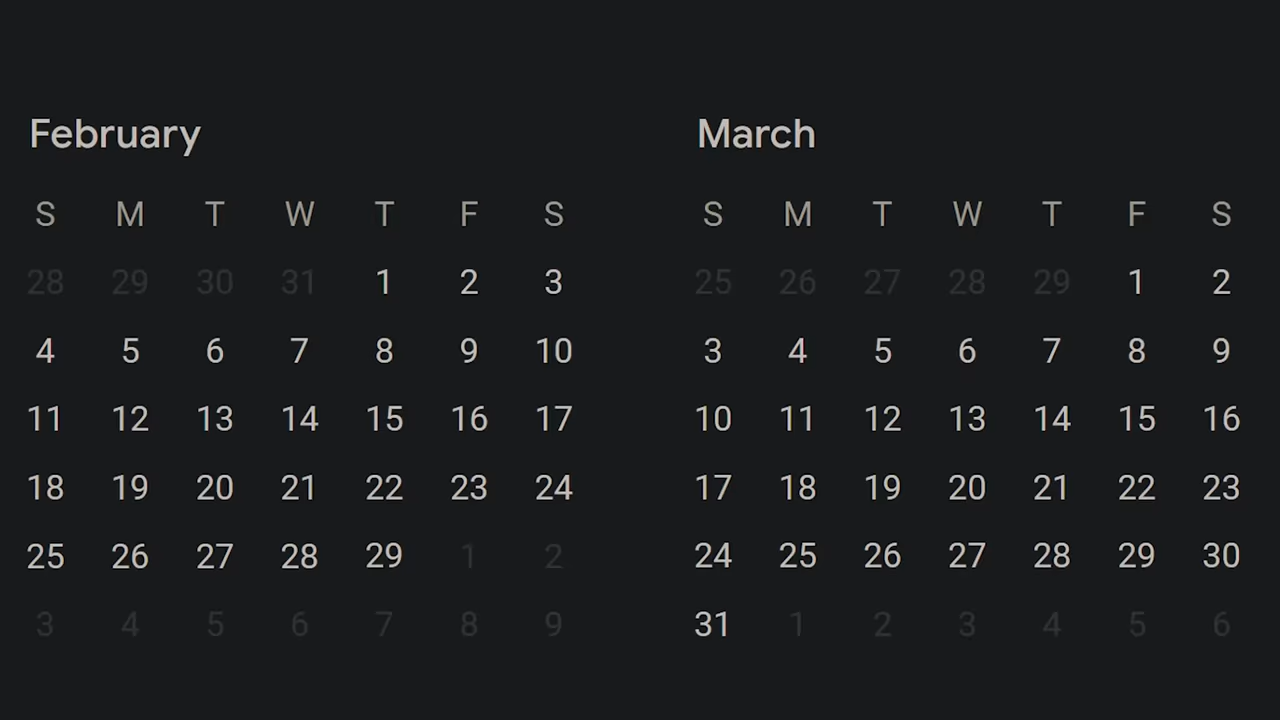 February
S M T W T F S
28 29 30 31 1 2 3
4 5 6 7 8 9 10
11 12 13 14 15 16 17
18 19 20 21 22 23 24
25 26 27 28 29 1 2
3 4 5 6 7 8 9
March
S M T W T F S
25 26 27 28 29 1 2
3 4 5 6 7 8 9
10 11 12 13 14 15 16
17 18 19 20 21 22 23
24 25 26 27 28 29 30
31 1 2 3 4 5 6